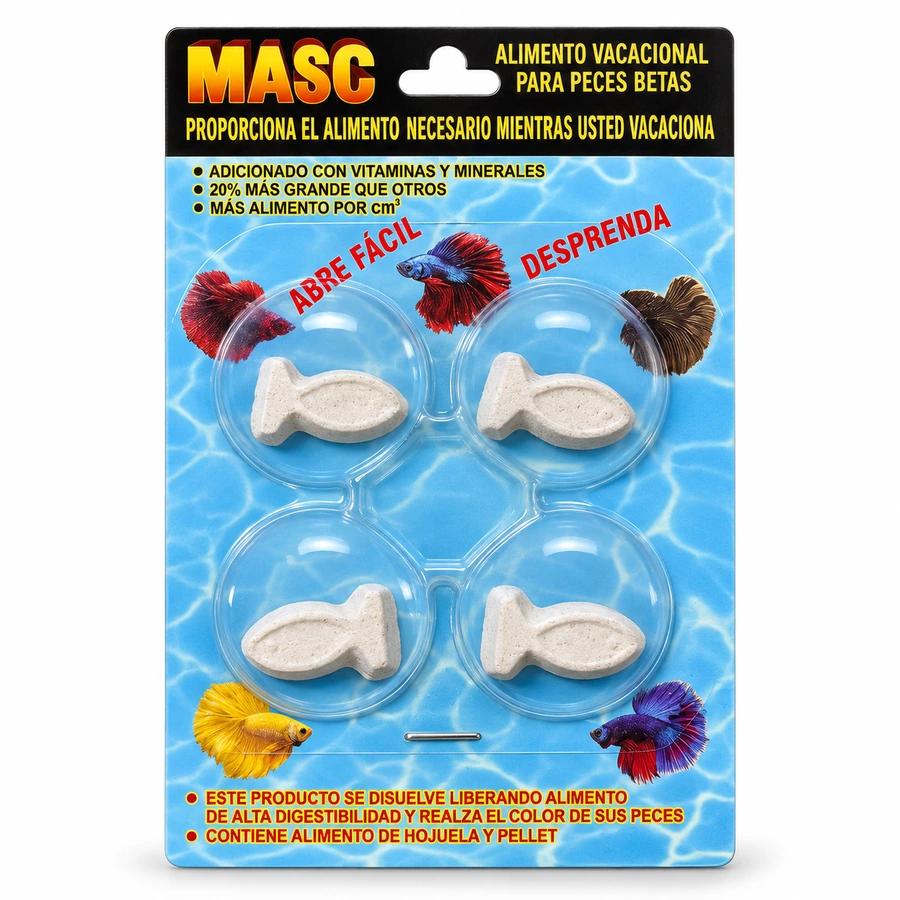 MASC
ALIMENTO VACACIONAL
PARA PECES BETAS
PROPORCIONA EL ALIMENTO NECESARIO MIENTRAS USTED VACACIONA
• ADICIONADO CON VITAMINAS Y MINERALES
• 20% MÁS GRANDE QUE OTROS
• MÁS ALIMENTO POR cm³
ABRE FÁCIL
DESPRENDA
• ESTE PRODUCTO SE DISUELVE LIBERANDO ALIMENTO
DE ALTA DIGESTIBILIDAD Y REALZA EL COLOR DE SUS PECES
• CONTIENE ALIMENTO DE HOJUELA Y PELLET